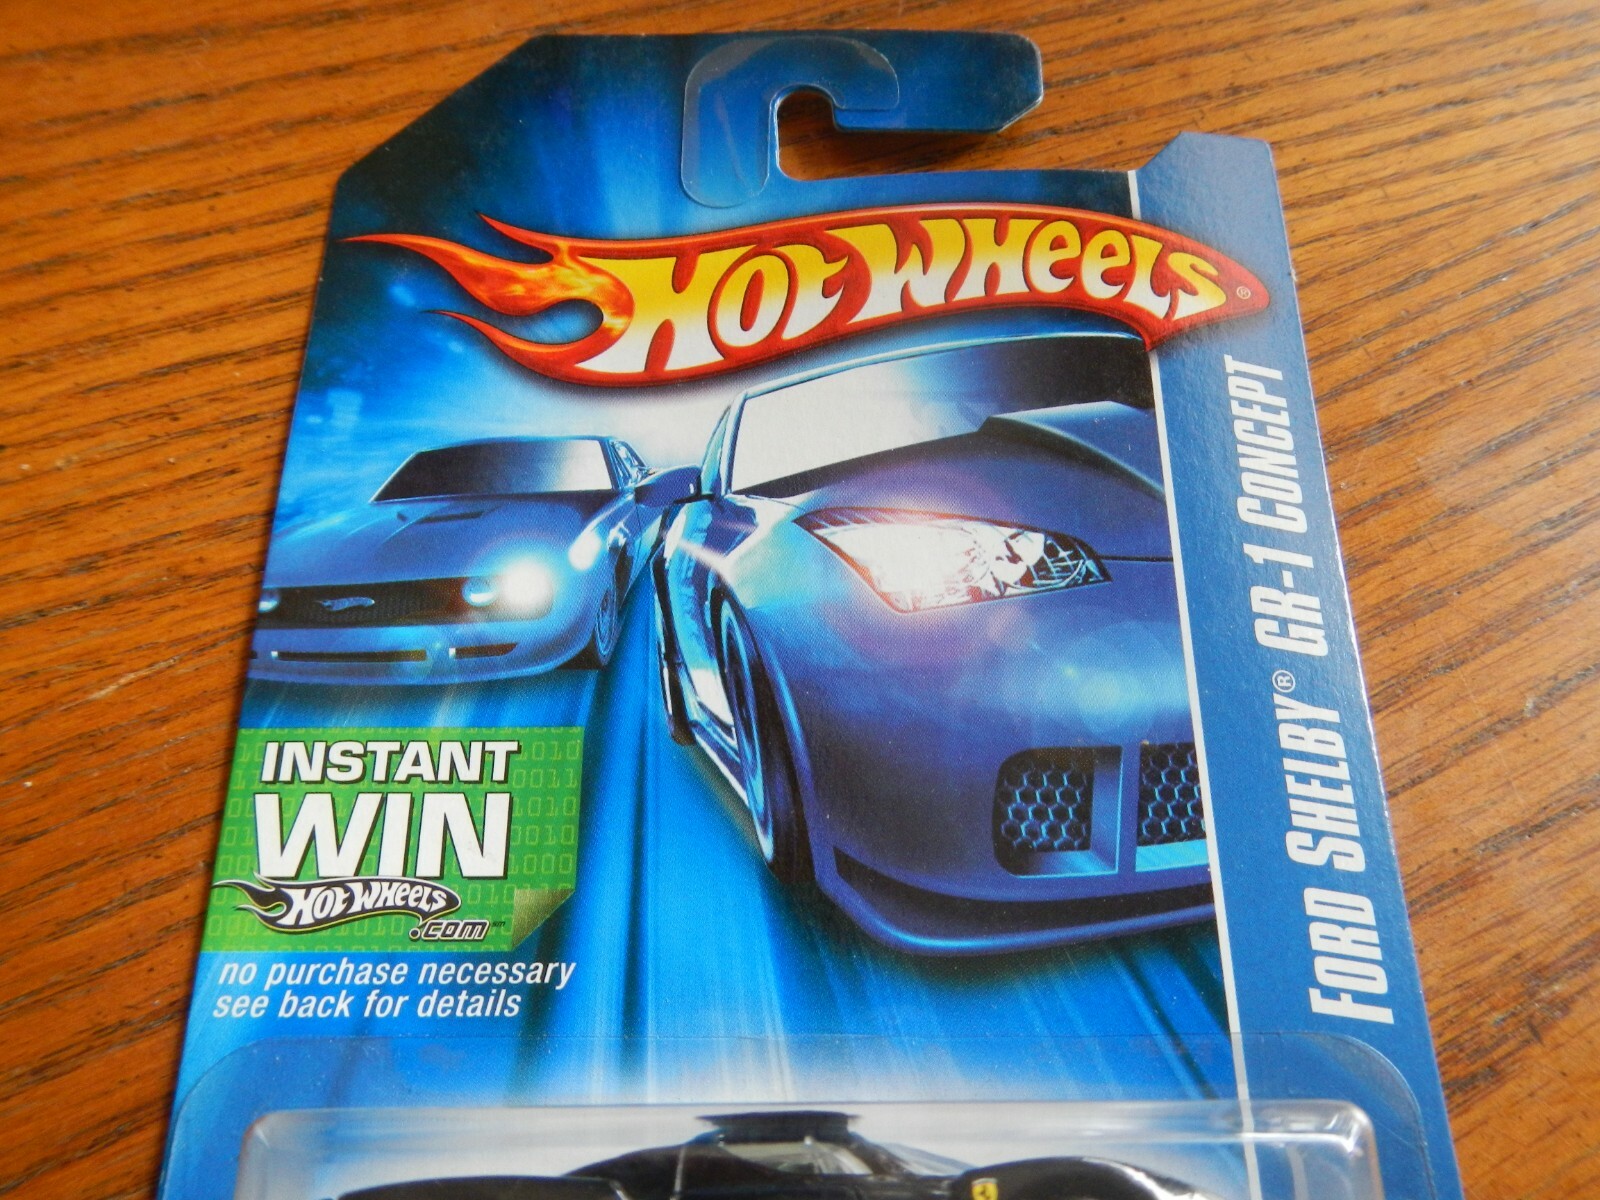 HOT WHEELS ®
FORD SHELBY® GR-1 CONCEPT
INSTANT
WIN
HOT WHEELS
.COM
no purchase necessary
see back for details